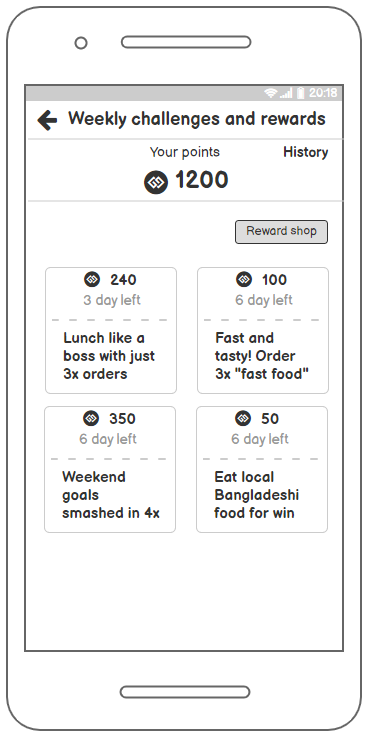 20:18
Weekly challenges and rewards
Your points
History
1200
Reward shop
240
3 day left
Lunch like a
boss with just
3x orders
100
6 day left
Fast and
tasty! Order
3x "fast food"
350
6 day left
Weekend
goals
smashed in 4x
50
6 day left
Eat local
Bangladeshi
food for win